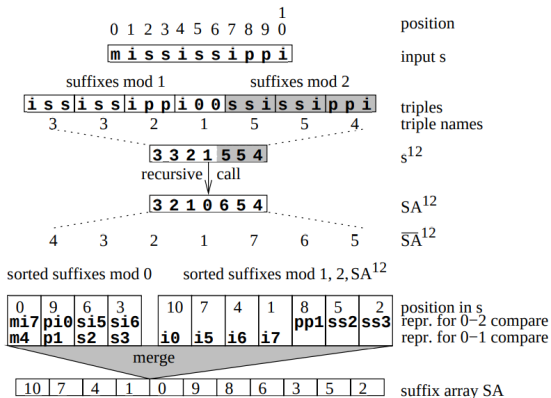 1
0 1 2 3 4 5 6 7 8 9 0 position
m i s s i s s i p p i input s
suffixes mod 1 suffixes mod 2
i s s i s s i p p i 0 0 s s i s s i p p i triples
3 3 2 1 5 5 4 triple names
3 3 2 1 5 5 4 s12
recursive call
3 2 1 0 6 5 4 SA12
4 3 2 1 7 6 5 SA12
sorted suffixes mod 0 sorted suffixes mod 1, 2, SA12
0 9 6 3 10 7 4 1 8 5 2 position in s
mi7 pi0 si5 si6 pp1 ss2 ss3 repr. for 0−2 compare
m4 p1 s2 s3 i0 i5 i6 i7 repr. for 0−1 compare
merge
10 7 4 1 0 9 8 6 3 5 2 suffix array SA